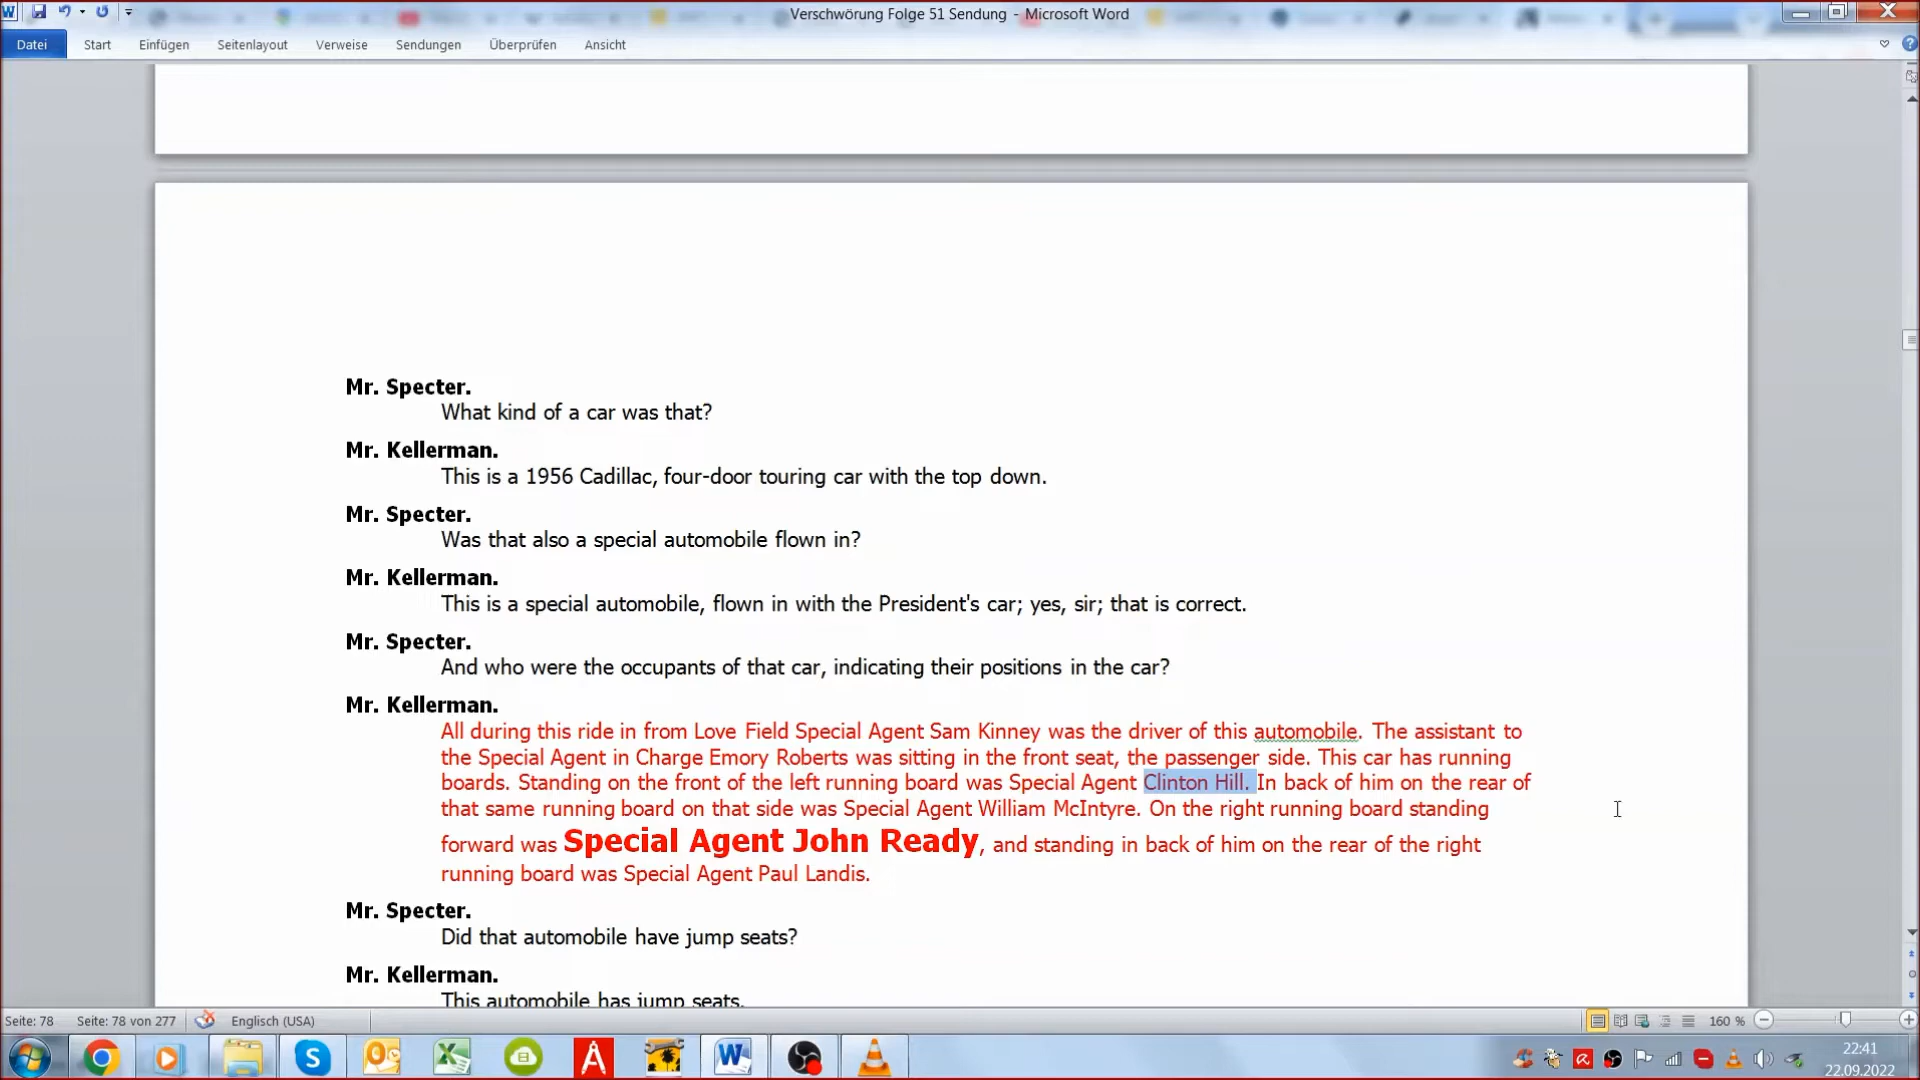 Verschwörung Folge 51 Sendung - Microsoft Word
Datei Start Einfügen Seitenlayout Verweise Sendungen Überprüfen Ansicht
Mr. Specter.
What kind of a car was that?
Mr. Kellerman.
This is a 1956 Cadillac, four-door touring car with the top down.
Mr. Specter.
Was that also a special automobile flown in?
Mr. Kellerman.
This is a special automobile, flown in with the President's car; yes, sir; that is correct.
Mr. Specter.
And who were the occupants of that car, indicating their positions in the car?
Mr. Kellerman.
All during this ride in from Love Field Special Agent Sam Kinney was the driver of this automobile. The assistant to
the Special Agent in Charge Emory Roberts was sitting in the front seat, the passenger side. This car has running
boards. Standing on the front of the left running board was Special Agent Clinton Hill. In back of him on the rear of
that same running board on that side was Special Agent William McIntyre. On the right running board standing
forward was Special Agent John Ready, and standing in back of him on the rear of the right
running board was Special Agent Paul Landis.
Mr. Specter.
Did that automobile have jump seats?
Mr. Kellerman.
This automobile has jump seats.
Seite: 78 Seite: 78 von 277 Englisch (USA) 160 %
22:41
22.09.2022